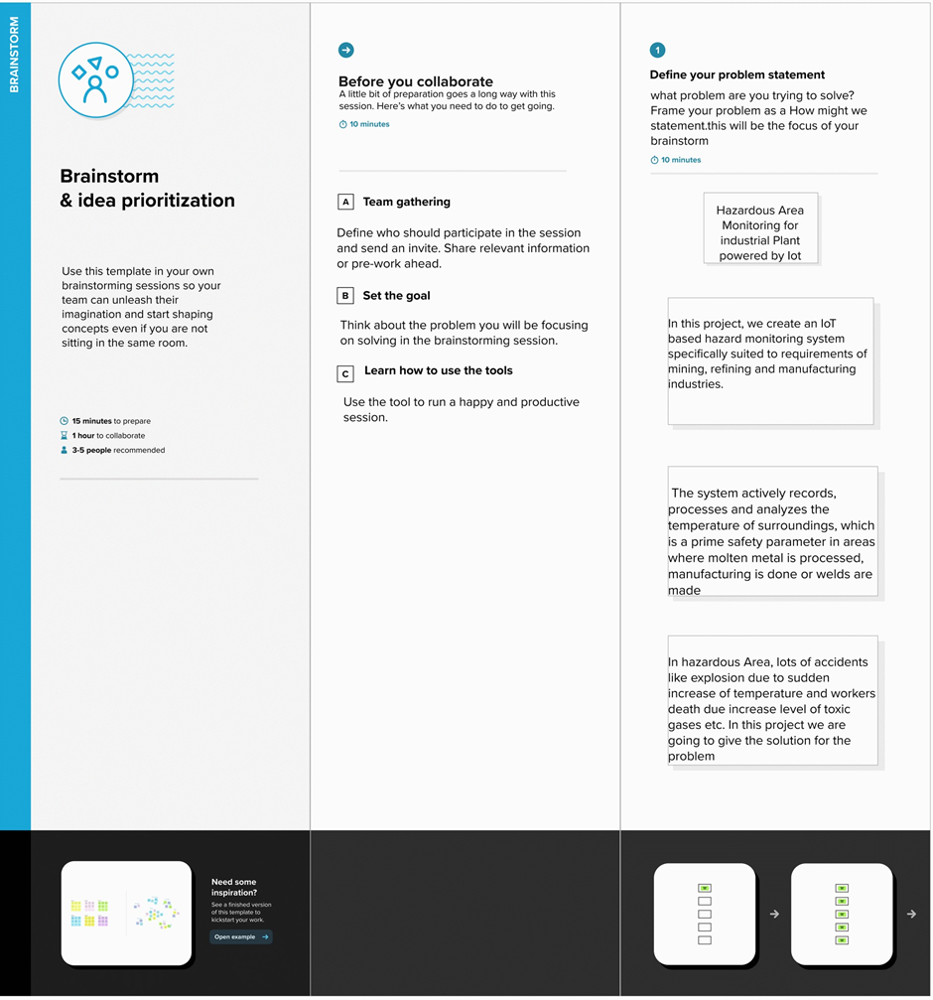 BRAINSTORM
Brainstorm
& idea prioritization
Use this template in your own
brainstorming sessions so your
team can unleash their
imagination and start shaping
concepts even if you are not
sitting in the same room.
15 minutes to prepare
1 hour to collaborate
3-5 people recommended
Need some
inspiration?
See a finished version
of this template to
kickstart your work.
Open example
Before you collaborate
A little bit of preparation goes a long way with this
session. Here's what you need to do to get going.
10 minutes
A Team gathering
Define who should participate in the session
and send an invite. Share relevant information
or pre-work ahead.
B Set the goal
Think about the problem you will be focusing
on solving in the brainstorming session.
C Learn how to use the tools
Use the tool to run a happy and productive
session.
1
Define your problem statement
what problem are you trying to solve?
Frame your problem as a How might we
statement.this will be the focus of your
brainstorm
10 minutes
Hazardous Area
Monitoring for
industrial Plant
powered by Iot
In this project, we create an IoT
based hazard monitoring system
specifically suited to requirements of
mining, refining and manufacturing
industries.
The system actively records,
processes and analyzes the
temperature of surroundings, which
is a prime safety parameter in areas
where molten metal is processed,
manufacturing is done or welds are
made
In hazardous Area, lots of accidents
like explosion due to sudden
increase of temperature and workers
death due increase level of toxic
gases etc. In this project we are
going to give the solution for the
problem